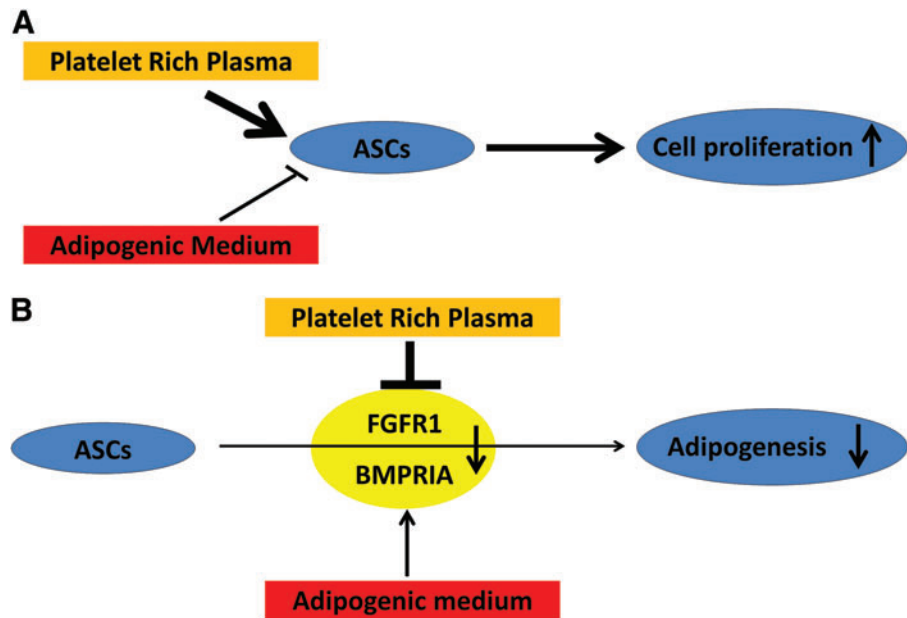 A
Platelet Rich Plasma
ASCs
Cell proliferation
Adipogenic Medium
B
Platelet Rich Plasma
FGFR1
ASCs
Adipogenesis
BMPRIA
Adipogenic medium